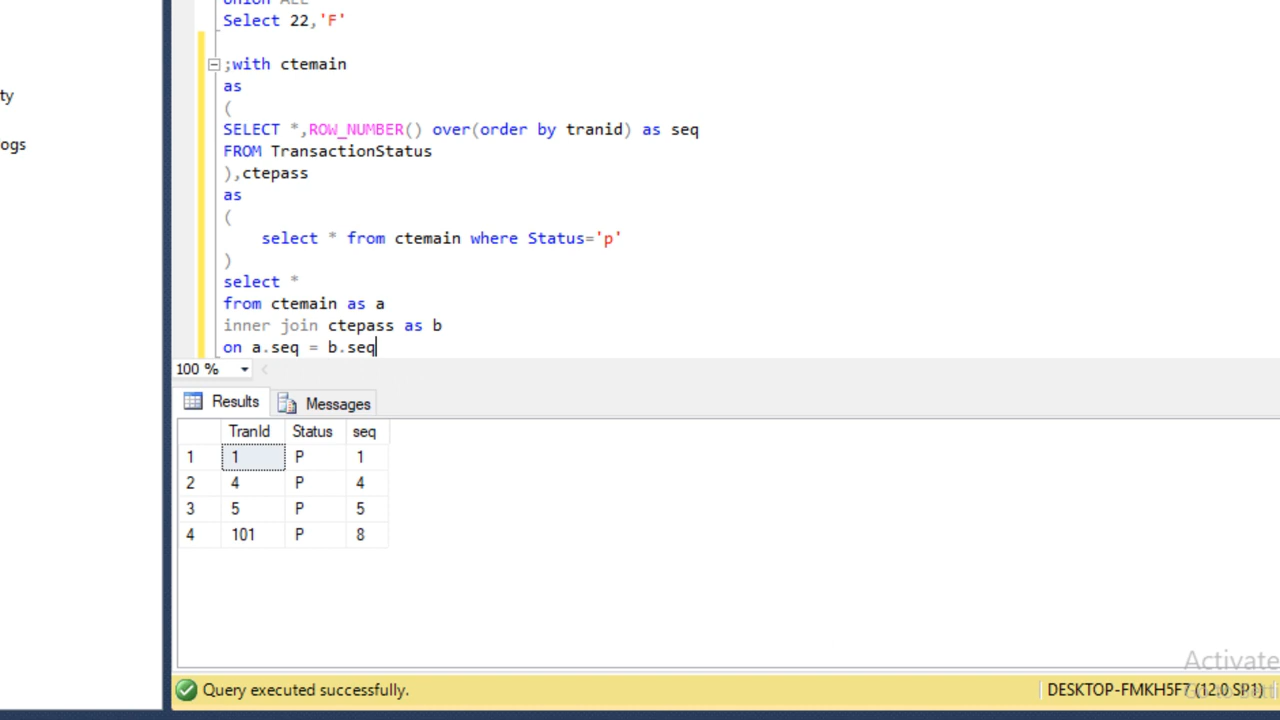 Union ALL
Select 22,'F'
;with ctemain
as
(
SELECT *,ROW_NUMBER() over(order by tranid) as seq
FROM TransactionStatus
),ctepass
as
(
select * from ctemain where Status='p'
)
select *
from ctemain as a
inner join ctepass as b
on a.seq = b.seq
ty
ogs
100 %
Results Messages
TranId Status seq
1 1 P 1
2 4 P 4
3 5 P 5
4 101 P 8
Activate
Query executed successfully.
DESKTOP-FMKH5F7 (12.0 SP1)